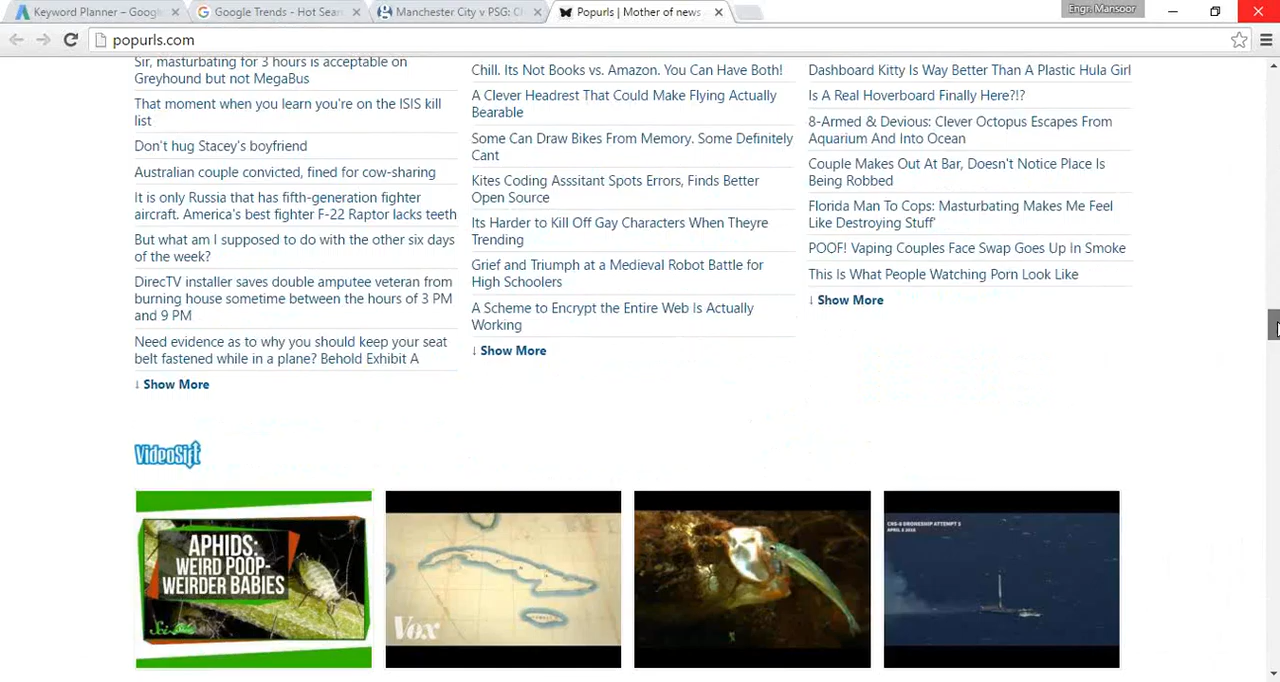 Keyword Planner – Googl
Google Trends - Hot Sear
Manchester City v PSG: Ch
Popurls | Mother of news
Engr. Mansoor
popurls.com
Sir, masturbating for 3 hours is acceptable on
Greyhound but not MegaBus
That moment when you learn you're on the ISIS kill
list
Don't hug Stacey's boyfriend
Australian couple convicted, fined for cow-sharing
It is only Russia that has fifth-generation fighter
aircraft. America's best fighter F-22 Raptor lacks teeth
But what am I supposed to do with the other six days
of the week?
DirecTV installer saves double amputee veteran from
burning house sometime between the hours of 3 PM
and 9 PM
Need evidence as to why you should keep your seat
belt fastened while in a plane? Behold Exhibit A
↓ Show More
Chill. Its Not Books vs. Amazon. You Can Have Both!
A Clever Headrest That Could Make Flying Actually
Bearable
Some Can Draw Bikes From Memory. Some Definitely
Cant
Kites Coding Asssitant Spots Errors, Finds Better
Open Source
Its Harder to Kill Off Gay Characters When Theyre
Trending
Grief and Triumph at a Medieval Robot Battle for
High Schoolers
A Scheme to Encrypt the Entire Web Is Actually
Working
↓ Show More
Dashboard Kitty Is Way Better Than A Plastic Hula Girl
Is A Real Hoverboard Finally Here?!?
8-Armed & Devious: Clever Octopus Escapes From
Aquarium And Into Ocean
Couple Makes Out At Bar, Doesn't Notice Place Is
Being Robbed
Florida Man To Cops: Masturbating Makes Me Feel
Like Destroying Stuff'
POOF! Vaping Couples Face Swap Goes Up In Smoke
This Is What People Watching Porn Look Like
↓ Show More
VideoSift
APHIDS:
WEIRD POOP-
WEIRDER BABIES
Vox
CRS-8 DRONESHIP ATTEMPT 5
APRIL 8 2016